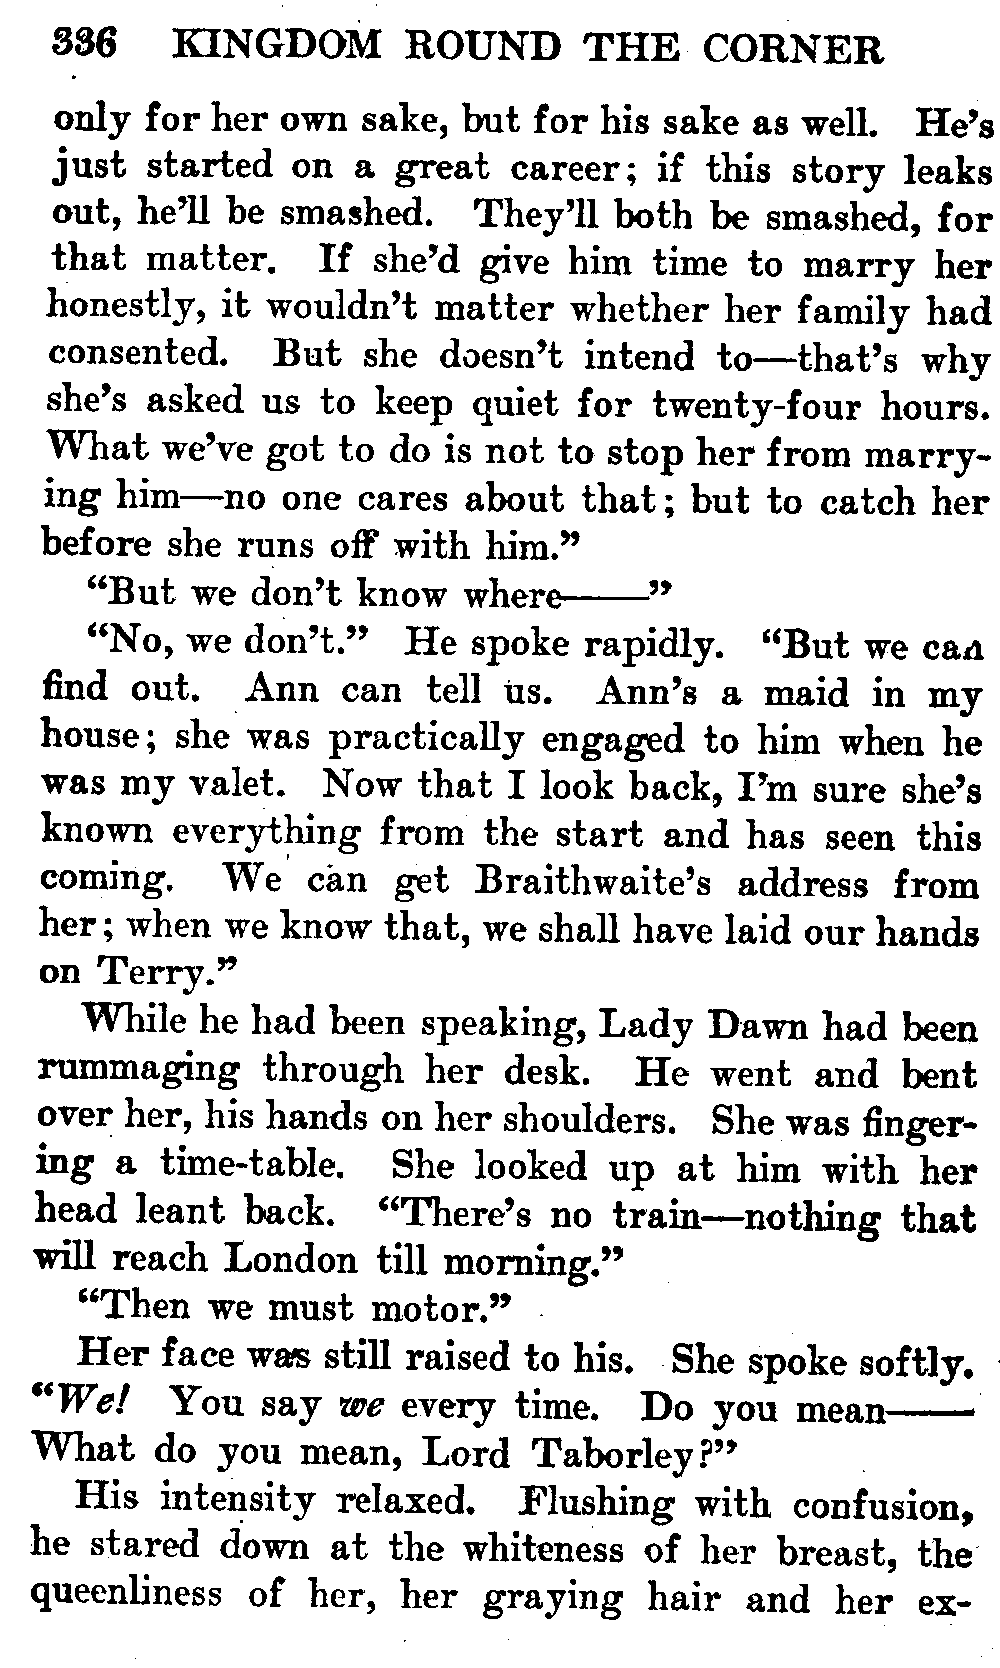 336 KINGDOM ROUND THE CORNER
only for her own sake, but for his sake as well. He's
just started on a great career; if this story leaks
out, he'll be smashed. They'll both be smashed, for
that matter. If she'd give him time to marry her
honestly, it wouldn't matter whether her family had
consented. But she doesn't intend to—that's why
she's asked us to keep quiet for twenty-four hours.
What we've got to do is not to stop her from marry-
ing him—no one cares about that; but to catch her
before she runs off with him."
"But we don't know where——"
"No, we don't." He spoke rapidly. "But we can
find out. Ann can tell us. Ann's a maid in my
house; she was practically engaged to him when he
was my valet. Now that I look back, I'm sure she's
known everything from the start and has seen this
coming. We can get Braithwaite's address from
her; when we know that, we shall have laid our hands
on Terry."
While he had been speaking, Lady Dawn had been
rummaging through her desk. He went and bent
over her, his hands on her shoulders. She was finger-
ing a time-table. She looked up at him with her
head leant back. "There's no train—nothing that
will reach London till morning."
"Then we must motor."
Her face was still raised to his. She spoke softly.
"We! You say we every time. Do you mean——
What do you mean, Lord Taborley?"
His intensity relaxed. Flushing with confusion,
he stared down at the whiteness of her breast, the
queenliness of her, her graying hair and her ex-